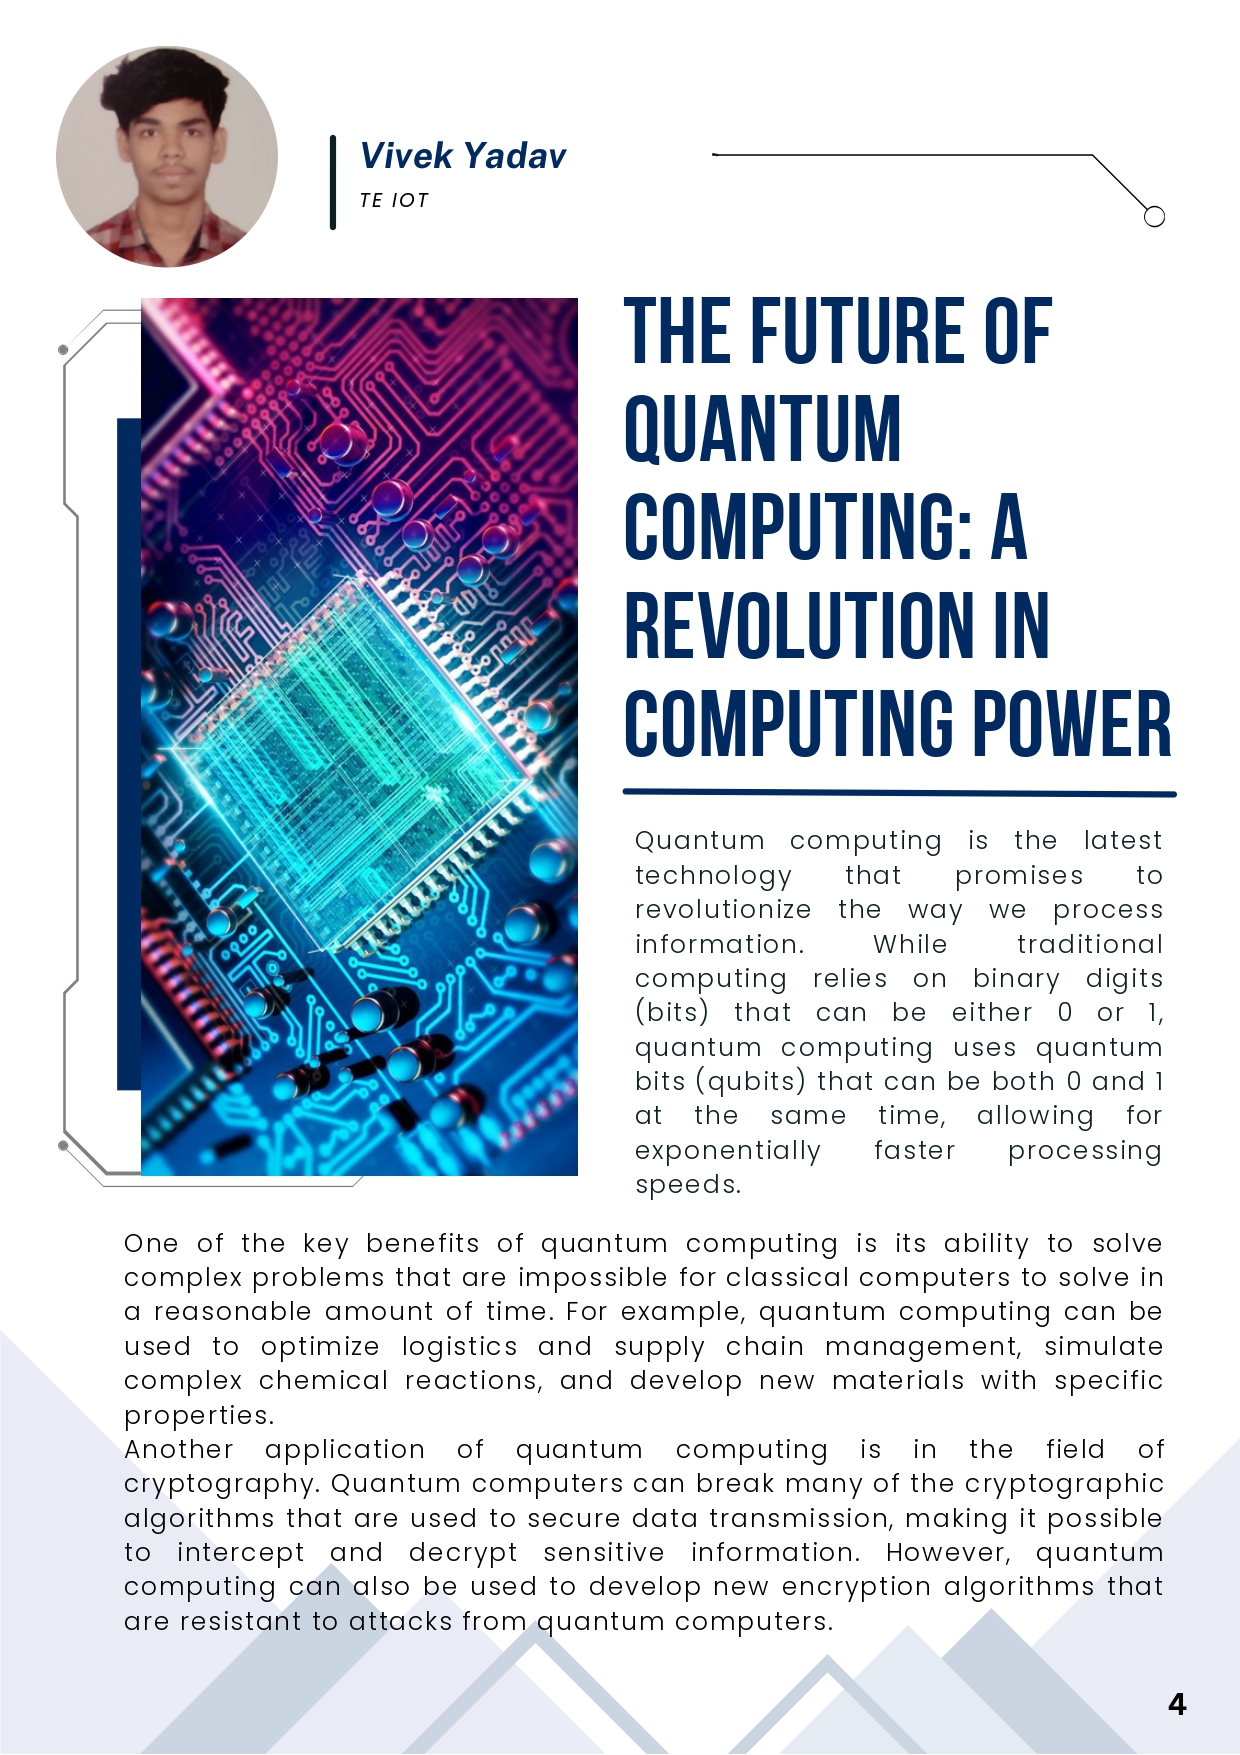 Vivek Yadav
TE IOT
THE FUTURE OF
QUANTUM
COMPUTING: A
REVOLUTION IN
COMPUTING POWER
Quantum computing is the latest
technology that promises to
revolutionize the way we process
information. While traditional
computing relies on binary digits
(bits) that can be either 0 or 1,
quantum computing uses quantum
bits (qubits) that can be both 0 and 1
at the same time, allowing for
exponentially faster processing
speeds.
One of the key benefits of quantum computing is its ability to solve
complex problems that are impossible for classical computers to solve in
a reasonable amount of time. For example, quantum computing can be
used to optimize logistics and supply chain management, simulate
complex chemical reactions, and develop new materials with specific
properties.
Another application of quantum computing is in the field of
cryptography. Quantum computers can break many of the cryptographic
algorithms that are used to secure data transmission, making it possible
to intercept and decrypt sensitive information. However, quantum
computing can also be used to develop new encryption algorithms that
are resistant to attacks from quantum computers.
4